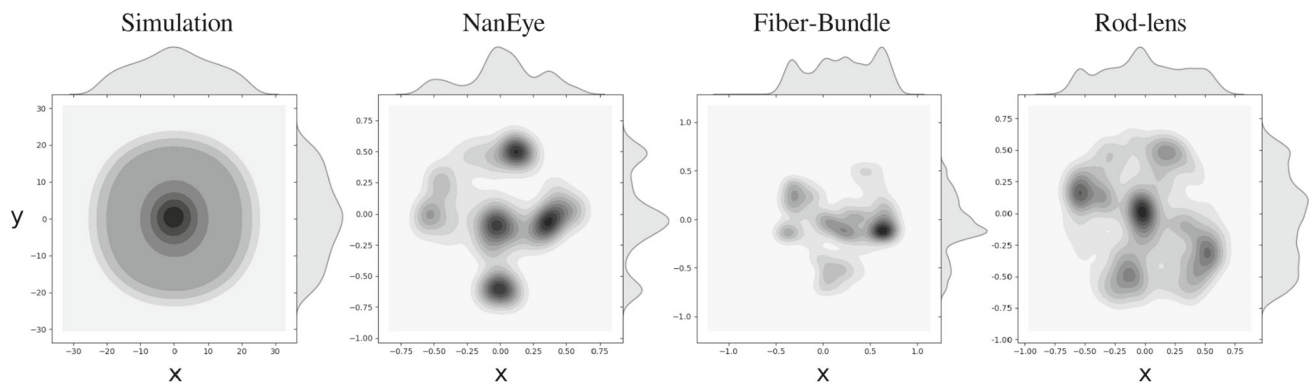 Simulation NanEye Fiber-Bundle Rod-lens
y
30
20
10
0
−10
−20
−30
−30 −20 −10 0 10 20 30
x
0.75
0.50
0.25
0.00
−0.25
−0.50
−0.75
−1.00
−0.75 −0.50 −0.25 0.00 0.25 0.50 0.75
x
1.0
0.5
0.0
−0.5
−1.0
−1.0 −0.5 0.0 0.5 1.0
x
0.75
0.50
0.25
0.00
−0.25
−0.50
−0.75
−1.00
−1.00 −0.75 −0.50 −0.25 0.00 0.25 0.50 0.75
x